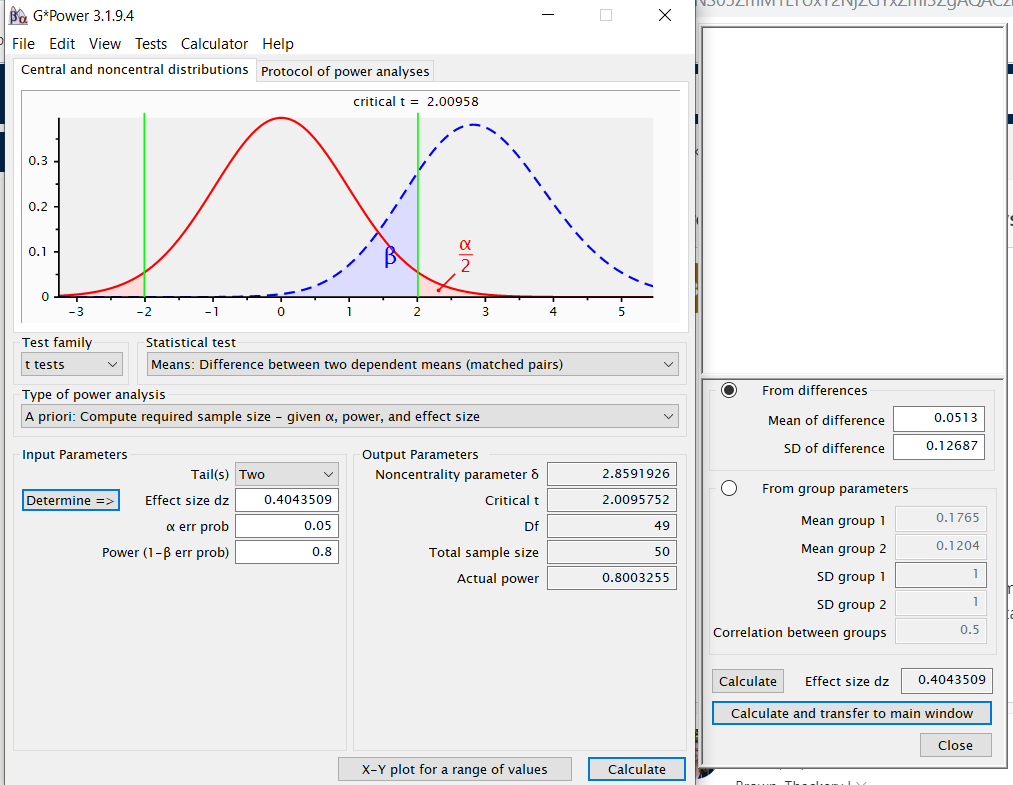 G*Power 3.1.9.4
File Edit View Tests Calculator Help
Central and noncentral distributions Protocol of power analyses
critical t = 2.00958
0.3
0.2
0.1
0
β
α
2
-3 -2 -1 0 1 2 3 4 5
Test family Statistical test
t tests Means: Difference between two dependent means (matched pairs)
Type of power analysis
A priori: Compute required sample size – given α, power, and effect size
Input Parameters
Tail(s) Two
Determine => Effect size dz 0.4043509
α err prob 0.05
Power (1-β err prob) 0.8
Output Parameters
Noncentrality parameter δ 2.8591926
Critical t 2.0095752
Df 49
Total sample size 50
Actual power 0.8003255
X-Y plot for a range of values Calculate
From differences
Mean of difference 0.0513
SD of difference 0.12687
From group parameters
Mean group 1 0.1765
Mean group 2 0.1204
SD group 1 1
SD group 2 1
Correlation between groups 0.5
Calculate Effect size dz 0.4043509
Calculate and transfer to main window
Close